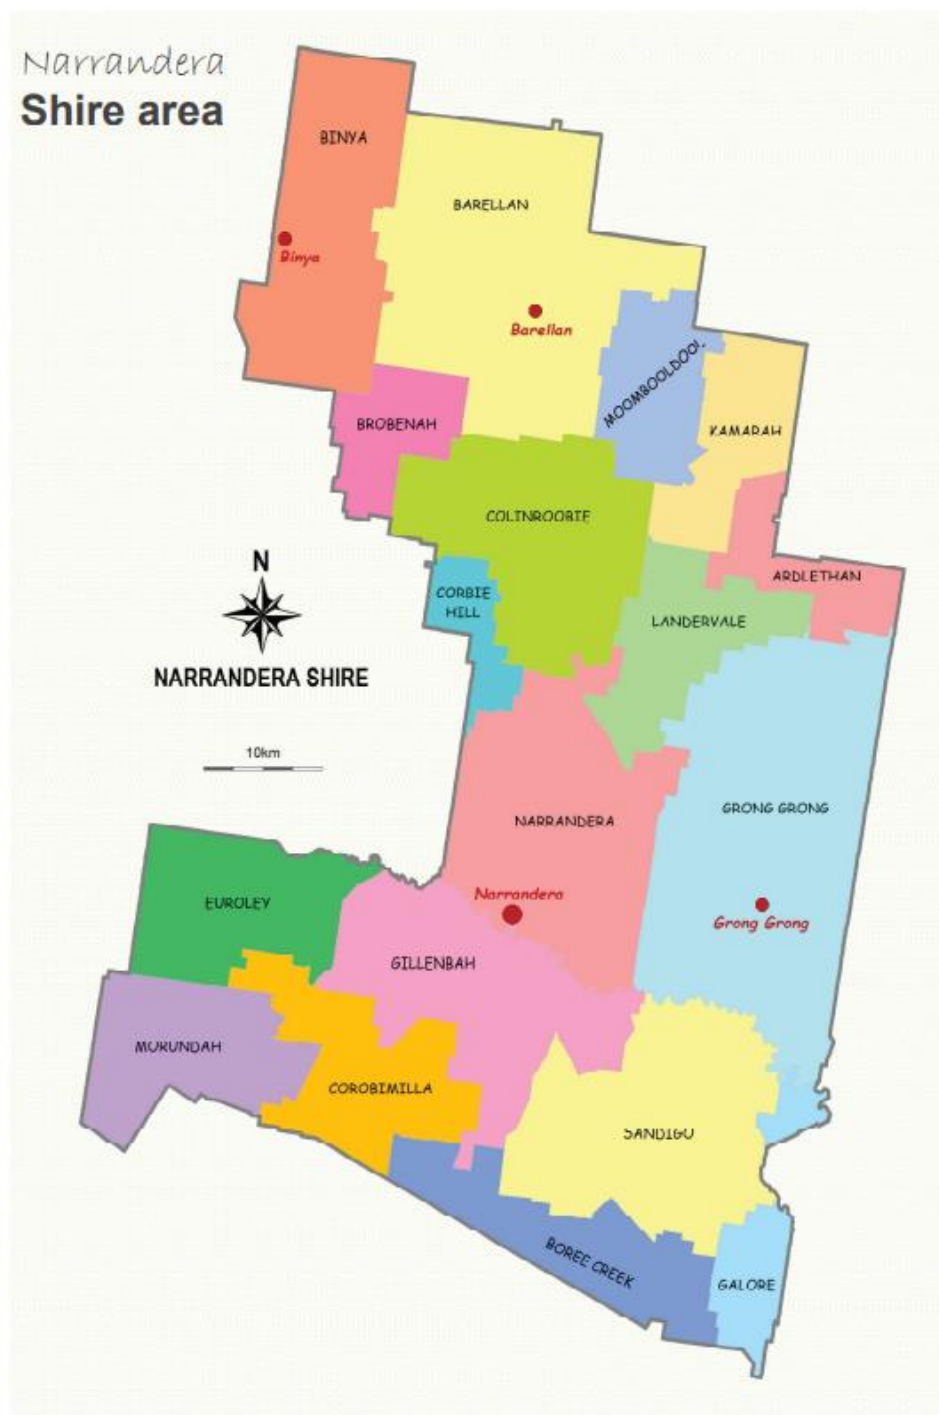 Narrandera
Shire area
BINYA
BARELLAN
Binya
Barellan
MOOMBOOLDOOL
BROBENAH
KAMARAH
COLINROOBIE
N
ARDLETHAN
CORBIE
HILL
LANDERVALE
NARRANDERA SHIRE
10km
GRONG GRONG
NARRANDERA
Narrandera
EUROLEY
Grong Grong
GILLENBAH
MURUNDAH
COROBIMILLA
SANDIGO
BOREE CREEK
GALORE